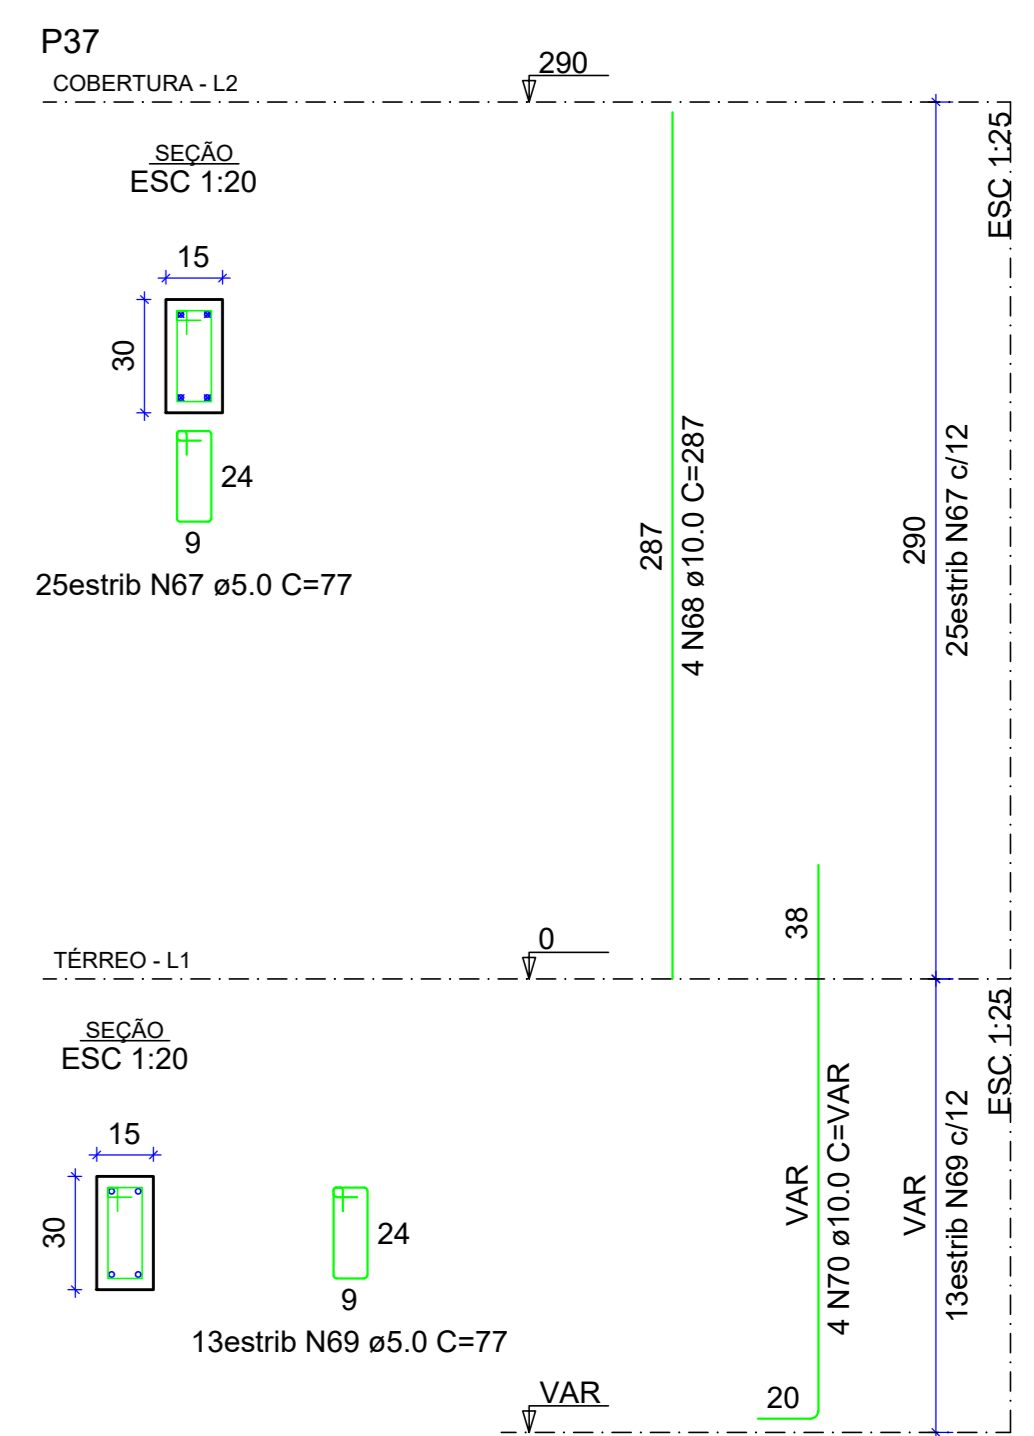 P37
COBERTURA - L2
290
ESC 1:25
SEÇÃO
ESC 1:20
15
30
24
9
25estrib N67 ø5.0 C=77
287
4 N68 ø10.0 C=287
290
25estrib N67 c/12
38
TÉRREO - L1
0
ESC 1:25
SEÇÃO
ESC 1:20
15
30
24
9
13estrib N69 ø5.0 C=77
VAR
4 N70 ø10.0 C=VAR
VAR
13estrib N69 c/12
20
VAR